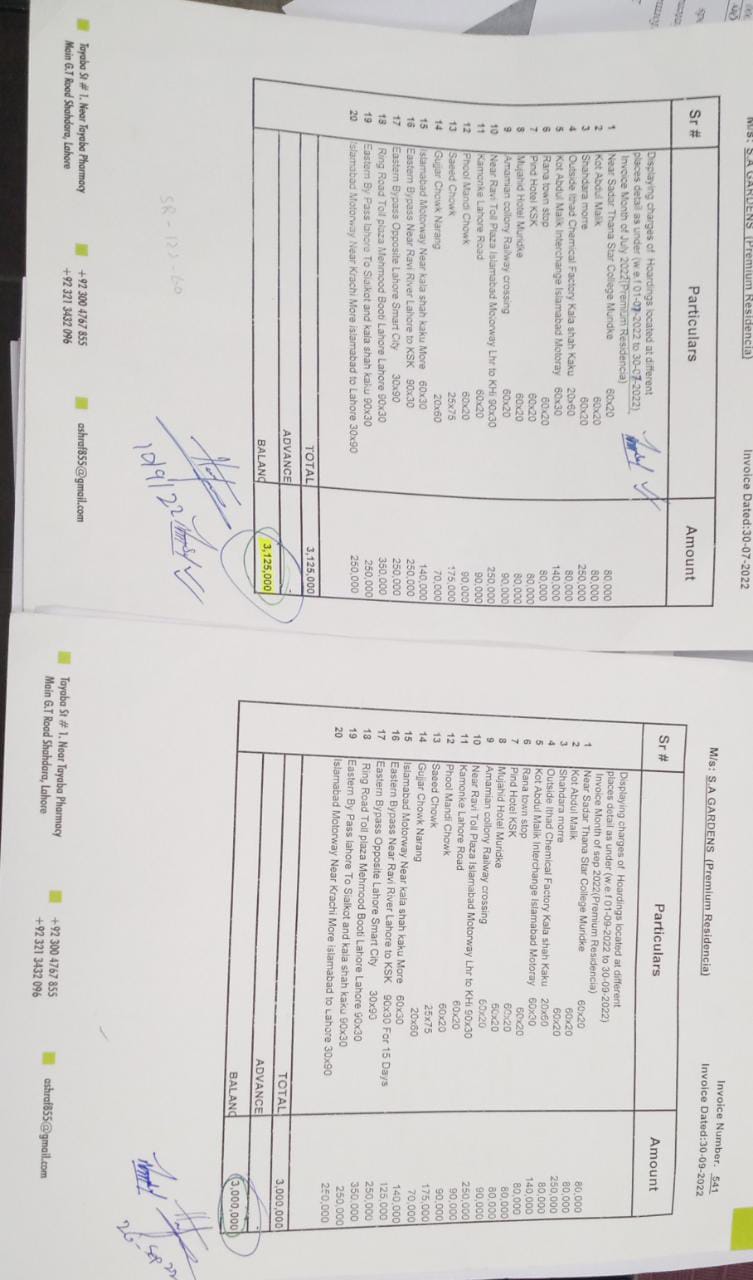 M/s: S.A GARDENS (Premium Residencia)
Invoice Dated:30-07-2022
Sr # Particulars Amount
Displaying charges of Hoardings located at different
places detail as under (w.e.f 01-07-2022 to 30-07-2022)
Invoice Month of July 2022(Premium Residencia)
1 Near Sadar Thana Star College Muridke 60x20 80,000
2 Kot Abdul Malik 60x20 80,000
3 Shahdara morre 60x20 250,000
4 Outside Ithad Chemical Factory Kala shah Kaku 20x60 80,000
5 Kot Abdul Malik Interchange Islamabad Motoray 60x30 140,000
6 Rana town stop 60x20 80,000
7 Pind Hotel KSK 60x20 80,000
8 Mujahid Hotel Muridke 60x20 80,000
9 Amamian collony Railway crossing 60x20 90,000
10 Near Ravi Toll Plaza Islamabad Motorway Lhr to KHi 90x30 250,000
11 Kamonke Lahore Road 60x20 90,000
12 Phool Mandi Chowk 60x20 90,000
13 Saeed Chowk 25x75 175,000
14 Gujjar Chowk Narang 20x60 70,000
15 Islamabad Motorway Near kala shah kaku More 60x30 140,000
16 Eastern Bypass Near Ravi River Lahore to KSK 90x30 250,000
17 Eastern Bypass Opposite Lahore Smart City 30x90 250,000
18 Ring Road Toll plaza Mehmood Booti Lahore Lahore 90x30 350,000
19 Eastern By Pass lahore To Sialkot and kala shah kaku 90x30 250,000
20 Islamabad Motorway Near Krachi More islamabad to Lahore 30x90 250,000
TOTAL 3,125,000
ADVANCE
BALANC 3,125,000
10/9/22
Tayaba St # 1, Near Tayaba Pharmacy
Main G.T Road Shahdara, Lahore
+92 300 4767 855
+92 321 3432 096
ashraf855@gmail.com
Invoice Number. 541
M/s: S.A GARDENS (Premium Residencia)
Invoice Dated:30-09-2022
Sr # Particulars Amount
Displaying charges of Hoardings located at different
places detail as under (w.e.f 01-09-2022 to 30-09-2022)
Invoice Month of sep 2022(Premium Residencia)
1 Near Sadar Thana Star College Muridke 60x20 80,000
2 Kot Abdul Malik 60x20 80,000
3 Shahdara morre 60x20 250,000
4 Outside Ithad Chemical Factory Kala shah Kaku 20x60 80,000
5 Kot Abdul Malik Interchange Islamabad Motoray 60x30 140,000
6 Rana town stop 60x20 80,000
7 Pind Hotel KSK 60x20 80,000
8 Mujahid Hotel Muridke 60x20 80,000
9 Amamian collony Railway crossing 60x20 90,000
10 Near Ravi Toll Plaza Islamabad Motorway Lhr to KHi 90x30 250,000
11 Kamonke Lahore Road 60x20 90,000
12 Phool Mandi Chowk 60x20 90,000
13 Saeed Chowk 25x75 175,000
14 Gujjar Chowk Narang 20x60 70,000
15 Islamabad Motorway Near kala shah kaku More 60x30 140,000
16 Eastern Bypass Near Ravi River Lahore to KSK 90x30 For 15 Days 125,000
17 Eastern Bypass Opposite Lahore Smart City 30x90 250,000
18 Ring Road Toll plaza Mehmood Booti Lahore Lahore 90x30 350,000
19 Eastern By Pass lahore To Sialkot and kala shah kaku 90x30 250,000
20 Islamabad Motorway Near Krachi More islamabad to Lahore 30x90 250,000
TOTAL 3,000,000
ADVANCE
BALANC 3,000,000
Tayaba St # 1, Near Tayaba Pharmacy
Main G.T Road Shahdara, Lahore
+92 300 4767 855
+92 321 3432 096
ashraf855@gmail.com